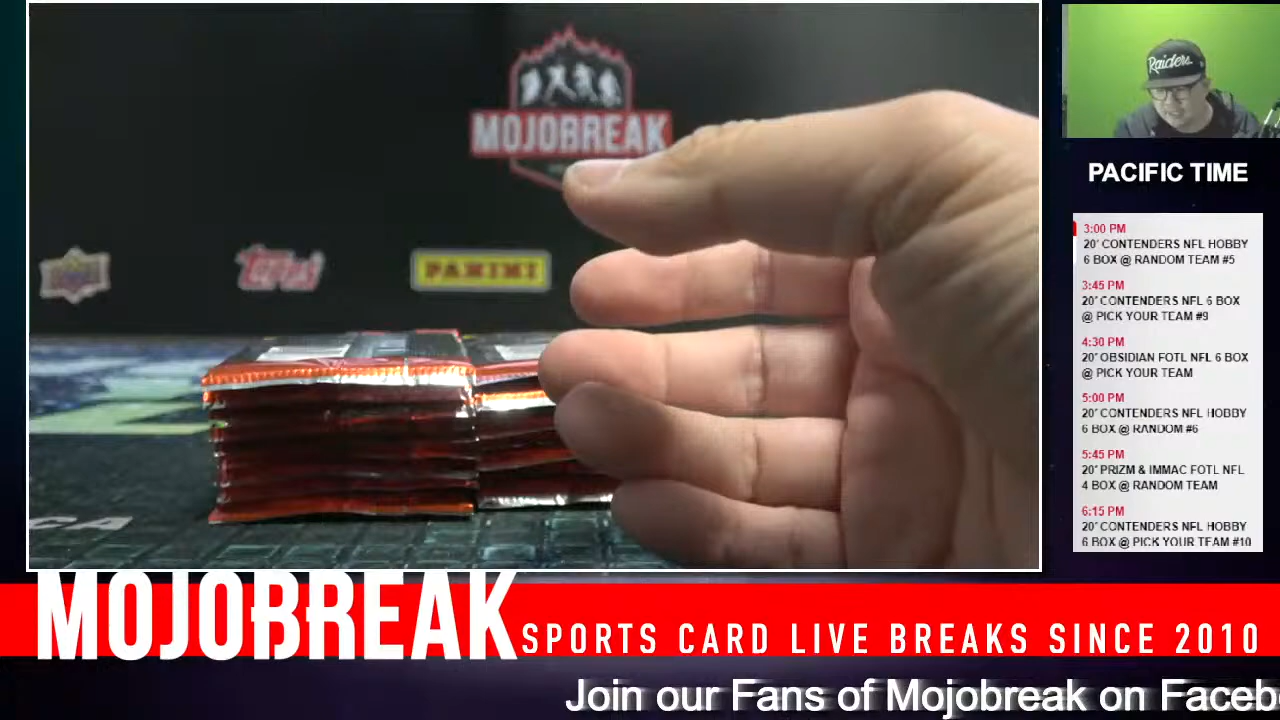 MOJOBREAK
Topps
PANINI
Raiders
PACIFIC TIME
3:00 PM
20' CONTENDERS NFL HOBBY
6 BOX @ RANDOM TEAM #5
3:45 PM
20' CONTENDERS NFL 6 BOX
@ PICK YOUR TEAM #9
4:30 PM
20' OBSIDIAN FOTL NFL 6 BOX
@ PICK YOUR TEAM
5:00 PM
20' CONTENDERS NFL HOBBY
6 BOX @ RANDOM #6
5:45 PM
20' PRIZM & IMMAC FOTL NFL
4 BOX @ RANDOM TEAM
6:15 PM
20' CONTENDERS NFL HOBBY
6 BOX @ PICK YOUR TEAM #10
MOJOBREAK
SPORTS CARD LIVE BREAKS SINCE 2010
Join our Fans of Mojobreak on Faceb